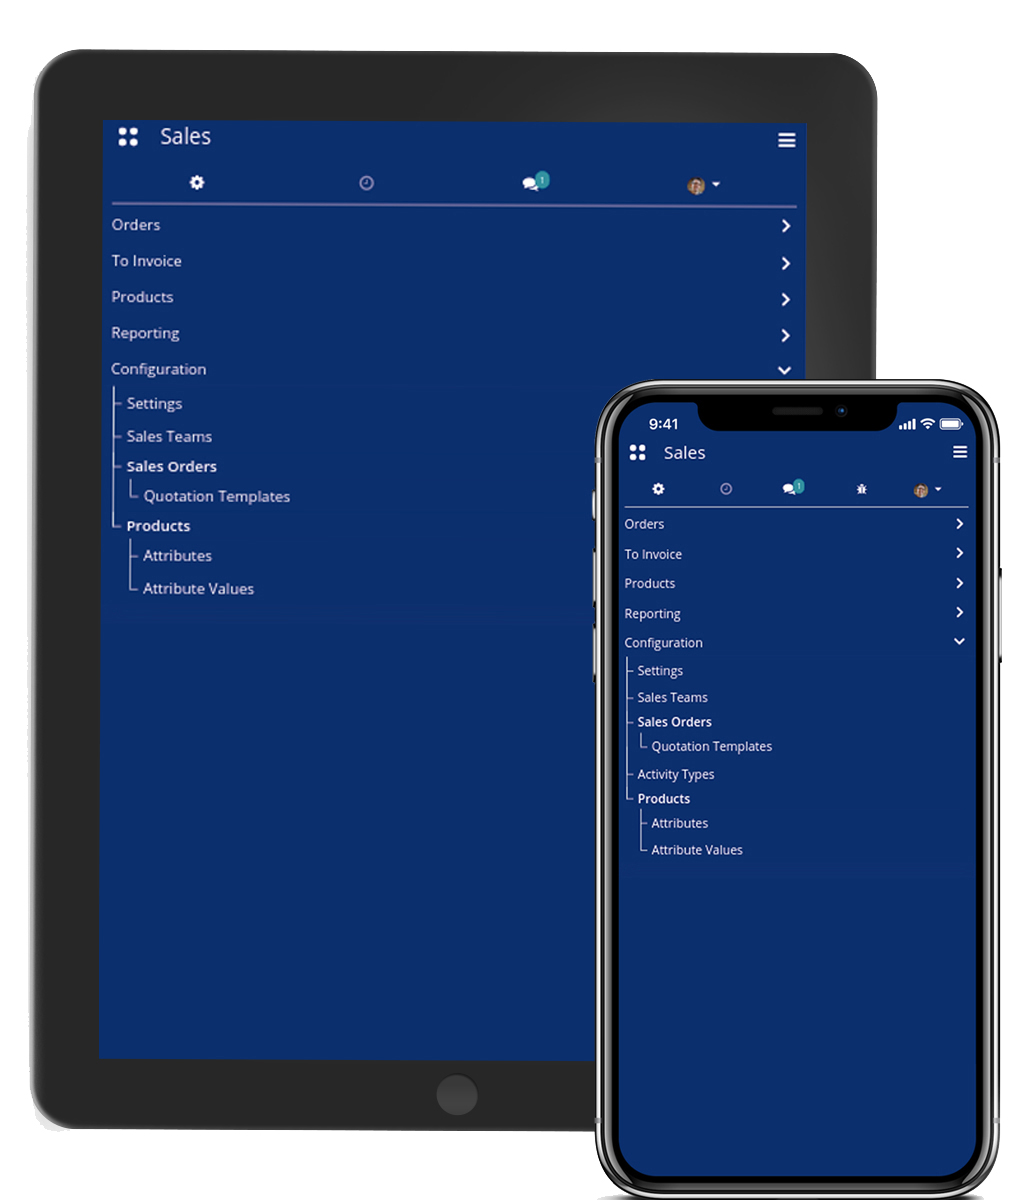 Sales
1
Orders
To Invoice
Products
Reporting
Configuration
Settings
Sales Teams
Sales Orders
Quotation Templates
Products
Attributes
Attribute Values
9:41
Sales
1
Orders
To Invoice
Products
Reporting
Configuration
Settings
Sales Teams
Sales Orders
Quotation Templates
Activity Types
Products
Attributes
Attribute Values